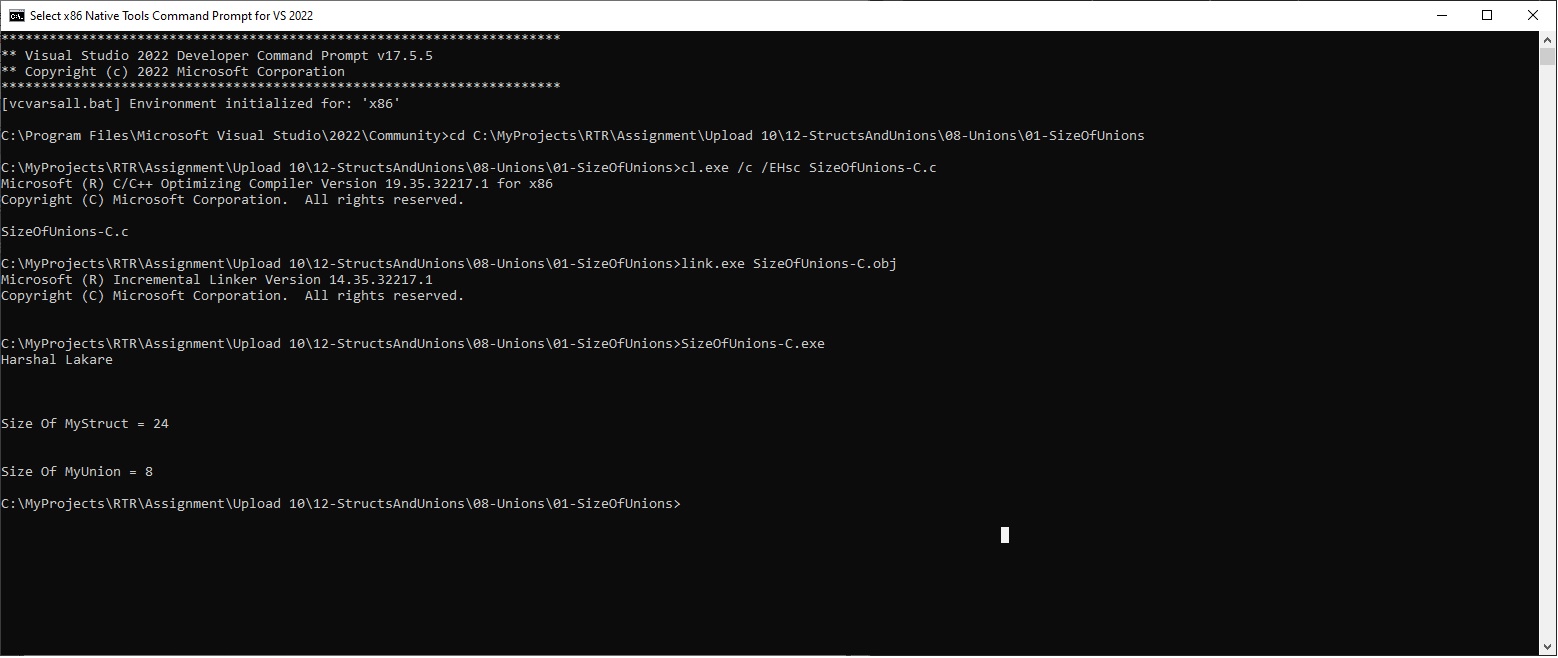 Select x86 Native Tools Command Prompt for VS 2022
**********************************************************************
** Visual Studio 2022 Developer Command Prompt v17.5.5
** Copyright (c) 2022 Microsoft Corporation
**********************************************************************
[vcvarsall.bat] Environment initialized for: 'x86'
C:\Program Files\Microsoft Visual Studio\2022\Community>cd C:\MyProjects\RTR\Assignment\Upload 10\12-StructsAndUnions\08-Unions\01-SizeOfUnions
C:\MyProjects\RTR\Assignment\Upload 10\12-StructsAndUnions\08-Unions\01-SizeOfUnions>cl.exe /c /EHsc SizeOfUnions-C.c
Microsoft (R) C/C++ Optimizing Compiler Version 19.35.32217.1 for x86
Copyright (C) Microsoft Corporation.  All rights reserved.
SizeOfUnions-C.c
C:\MyProjects\RTR\Assignment\Upload 10\12-StructsAndUnions\08-Unions\01-SizeOfUnions>link.exe SizeOfUnions-C.obj
Microsoft (R) Incremental Linker Version 14.35.32217.1
Copyright (C) Microsoft Corporation.  All rights reserved.
C:\MyProjects\RTR\Assignment\Upload 10\12-StructsAndUnions\08-Unions\01-SizeOfUnions>SizeOfUnions-C.exe
Harshal Lakare
Size Of MyStruct = 24
Size Of MyUnion = 8
C:\MyProjects\RTR\Assignment\Upload 10\12-StructsAndUnions\08-Unions\01-SizeOfUnions>